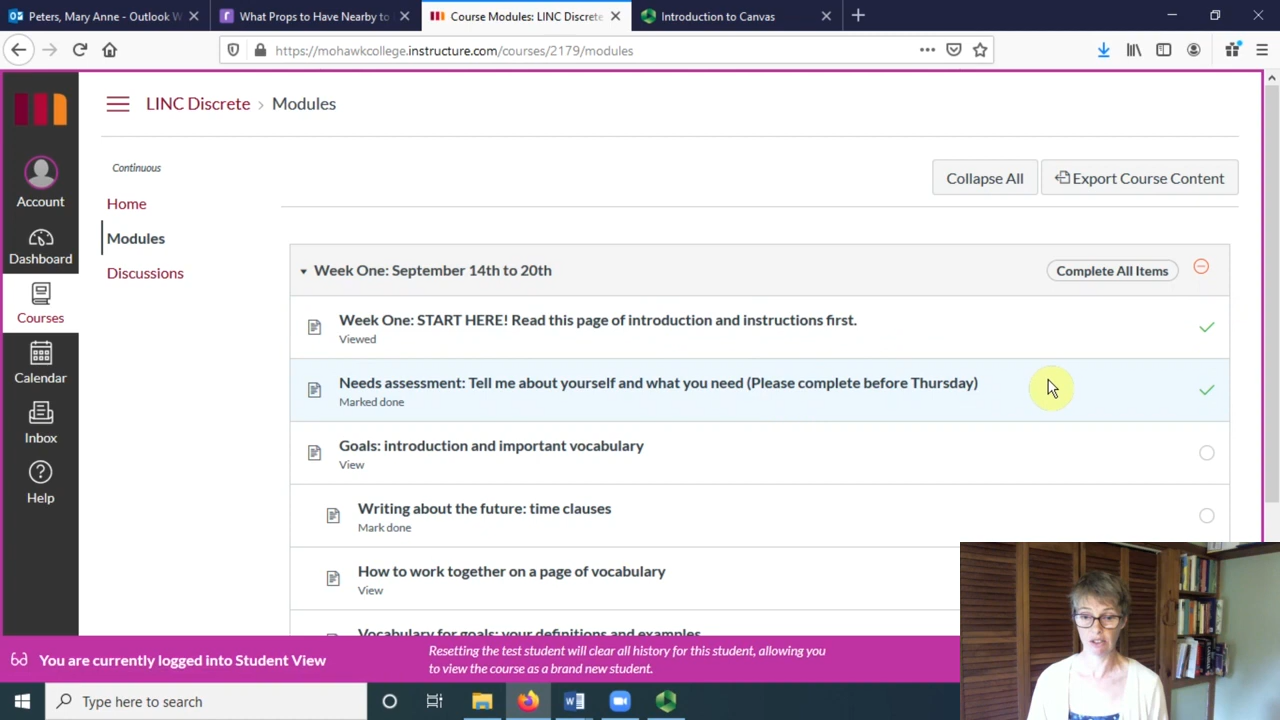 Peters, Mary Anne - Outlook W
What Props to Have Nearby to
Course Modules: LINC Discrete
Introduction to Canvas
https://mohawkcollege.instructure.com/courses/2179/modules
LINC Discrete › Modules
Continuous
Home
Modules
Discussions
Account
Dashboard
Courses
Calendar
Inbox
Help
Collapse All
Export Course Content
Week One: September 14th to 20th
Complete All Items
Week One: START HERE! Read this page of introduction and instructions first.
Viewed
Needs assessment: Tell me about yourself and what you need (Please complete before Thursday)
Marked done
Goals: introduction and important vocabulary
View
Writing about the future: time clauses
Mark done
How to work together on a page of vocabulary
View
Vocabulary for goals: your definitions and examples
You are currently logged into Student View
Resetting the test student will clear all history for this student, allowing you
to view the course as a brand new student.
Type here to search